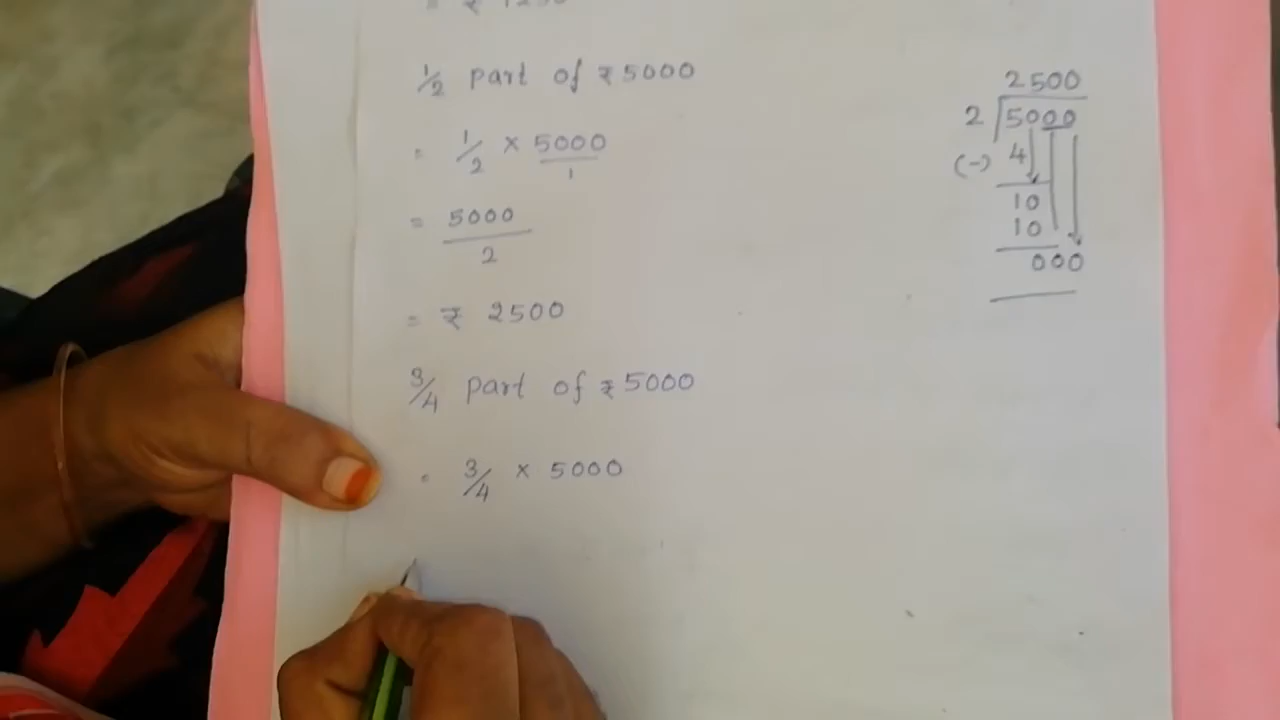 = ₹ 1250
1/2 part of ₹ 5000
= 1/2 × 5000/1
= 5000/2
= ₹ 2500
3/4 part of ₹ 5000
= 3/4 × 5000
2500
2 5000
(-) 4
10
10
000